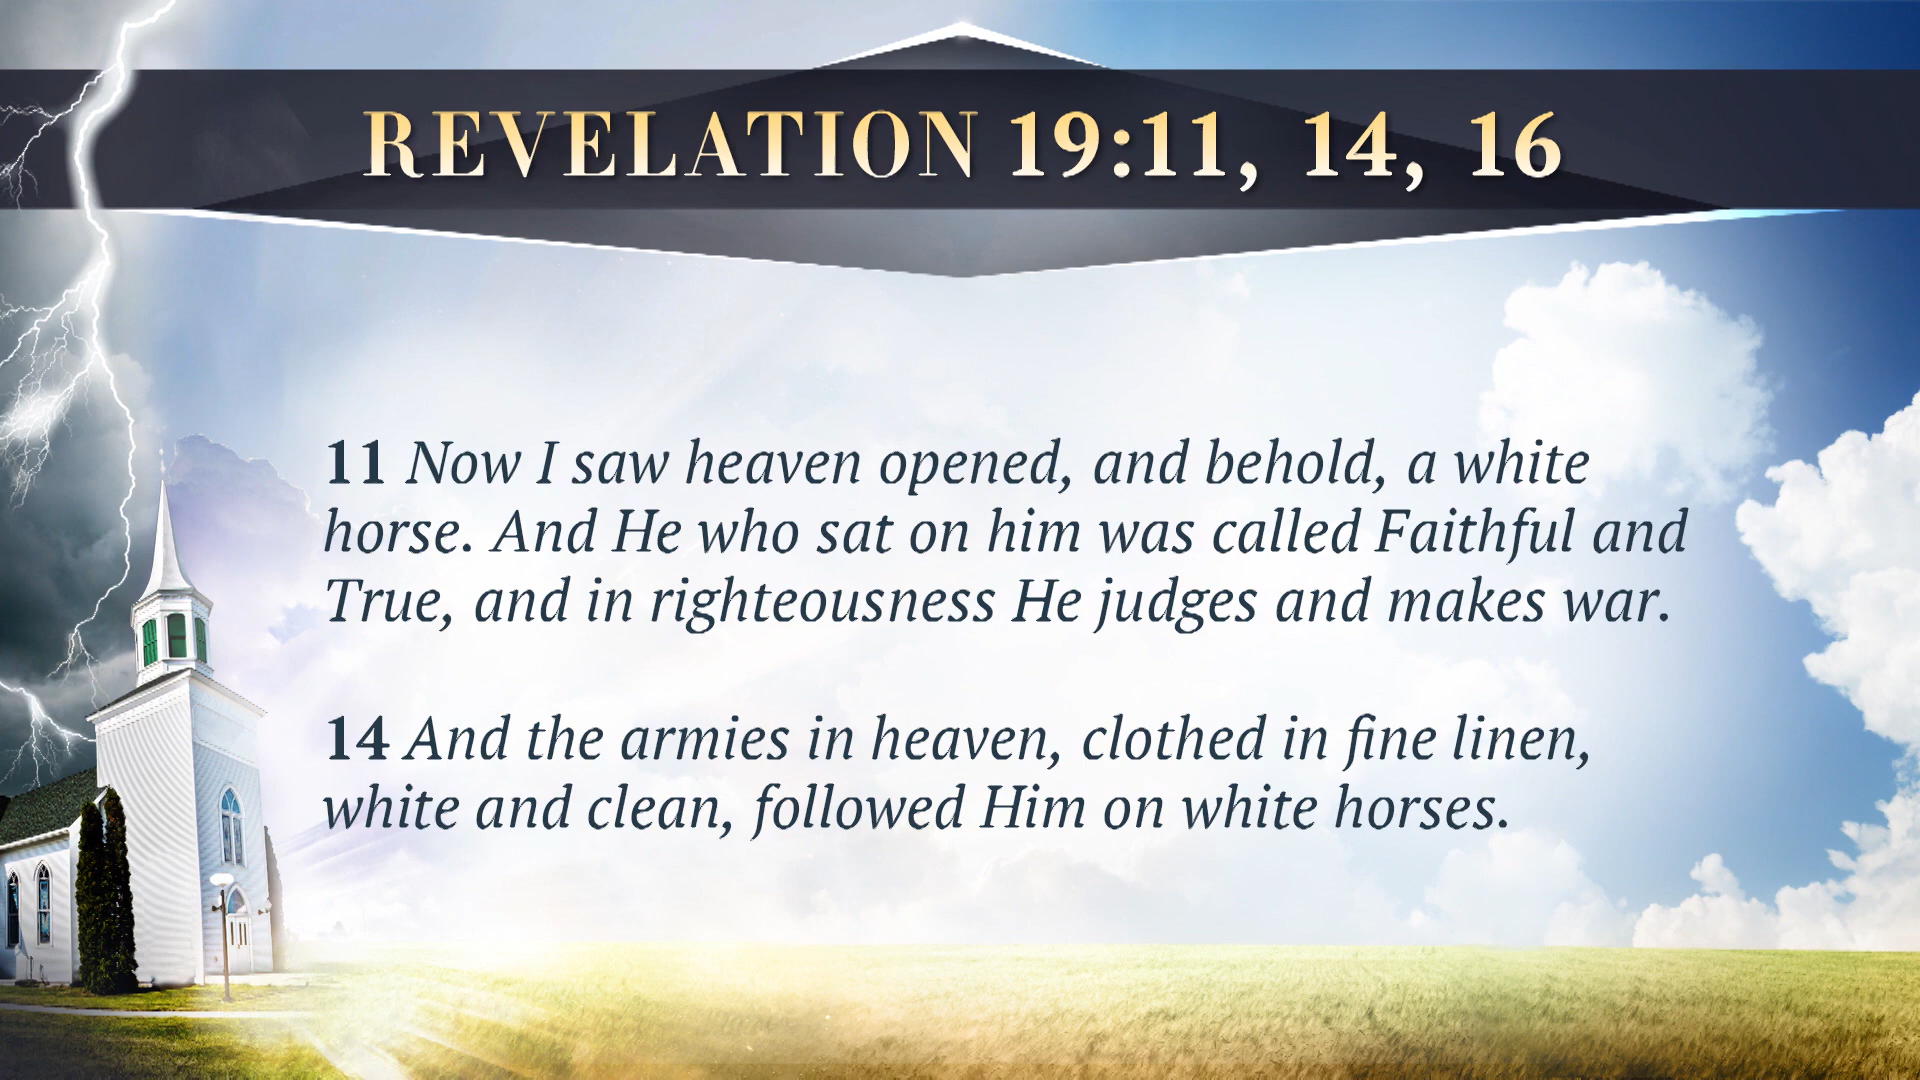 REVELATION 19:11, 14, 16
11 Now I saw heaven opened, and behold, a white
horse. And He who sat on him was called Faithful and
True, and in righteousness He judges and makes war.
14 And the armies in heaven, clothed in fine linen,
white and clean, followed Him on white horses.